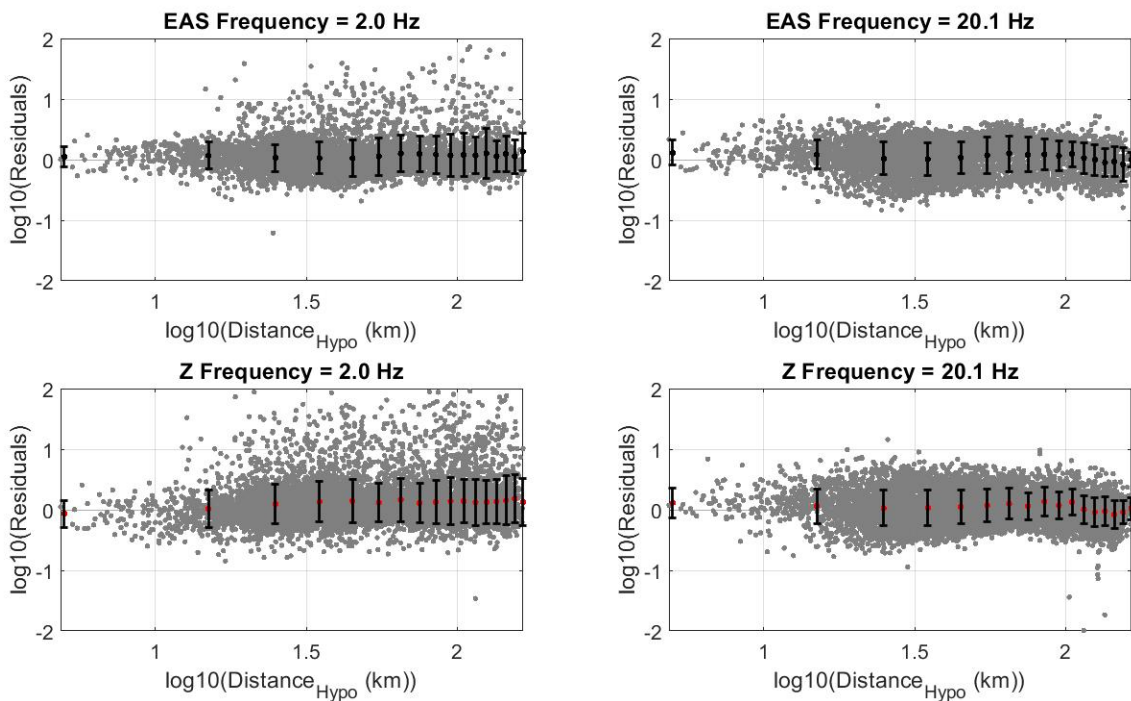 EAS Frequency = 2.0 Hz
2
1
0
-1
-2
log10(Residuals)
1
1.5
2
log10(Distance_Hypo (km))
EAS Frequency = 20.1 Hz
2
1
0
-1
-2
log10(Residuals)
1
1.5
2
log10(Distance_Hypo (km))
Z Frequency = 2.0 Hz
2
1
0
-1
-2
log10(Residuals)
1
1.5
2
log10(Distance_Hypo (km))
Z Frequency = 20.1 Hz
2
1
0
-1
-2
log10(Residuals)
1
1.5
2
log10(Distance_Hypo (km))